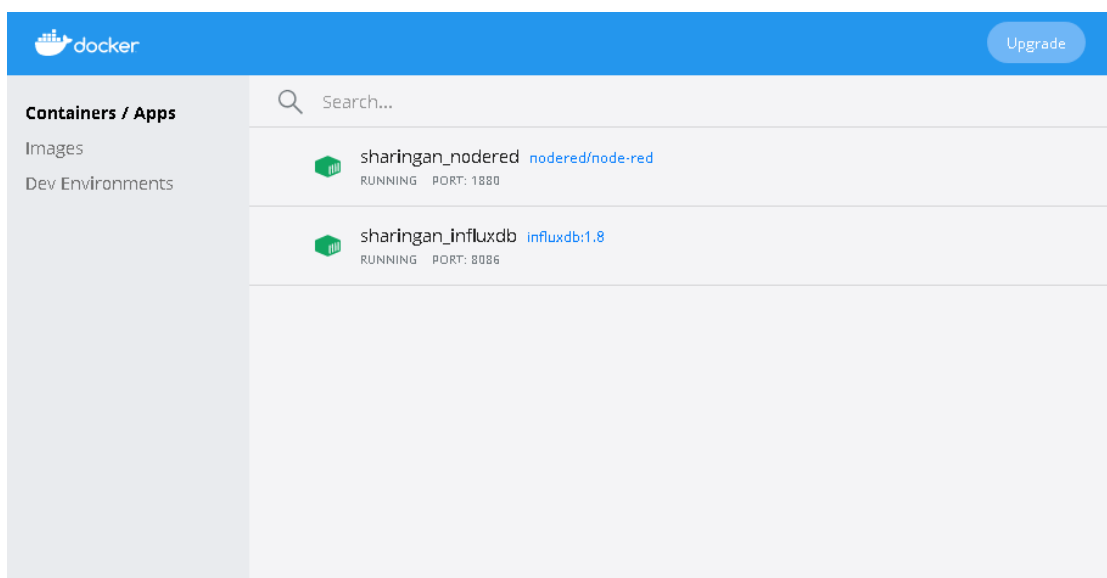 docker
Upgrade
Containers / Apps
Images
Dev Environments
Search...
sharingan_nodered nodered/node-red
RUNNING PORT: 1880
sharingan_influxdb influxdb:1.8
RUNNING PORT: 8086